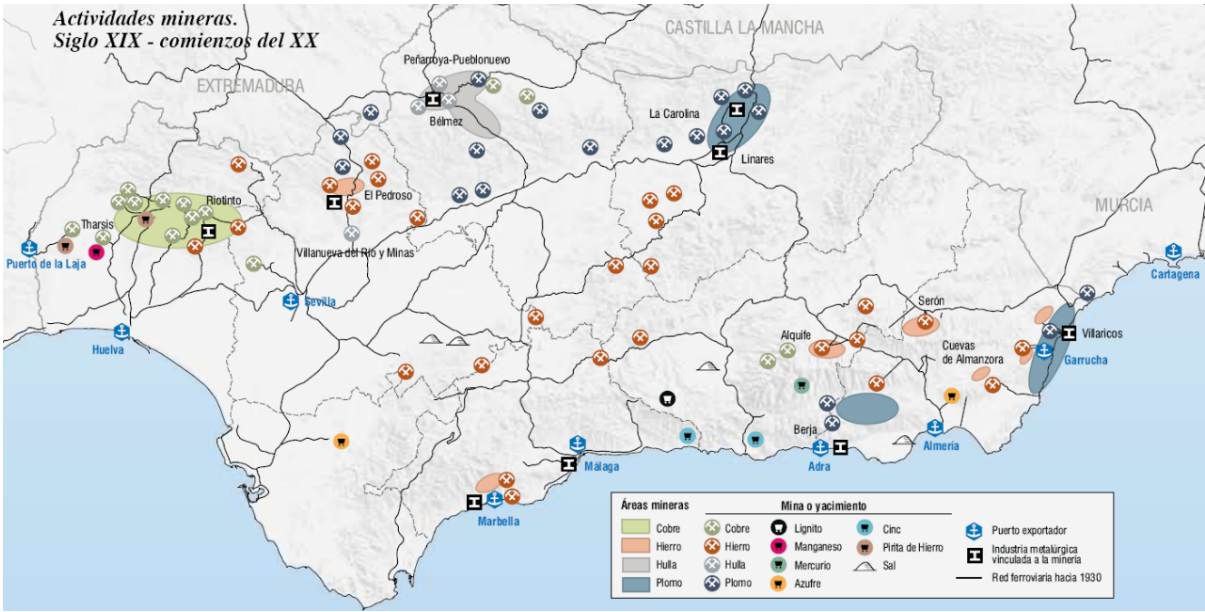 Actividades mineras.
Siglo XIX - comienzos del XX
CASTILLA LA MANCHA
EXTREMADURA
Peñarroya-Pueblonuevo
Bélmez
La Carolina
Linares
El Pedroso
Riotinto
Tharsis
MURCIA
Villanueva del Río y Minas
Puerto de la Laja
Cartagena
Sevilla
Serón
Huelva
Alquife
Villaricos
Cuevas
de Almanzora
Garrucha
Berja
Almería
Málaga
Adra
Marbella
Áreas mineras
Cobre
Hierro
Hulla
Plomo
Mina o yacimiento
Cobre
Hierro
Hulla
Plomo
Lignito
Manganeso
Mercurio
Azufre
Cinc
Pirita de Hierro
Sal
Puerto exportador
Industria metalúrgica
vinculada a la minería
Red ferroviaria hacia 1930